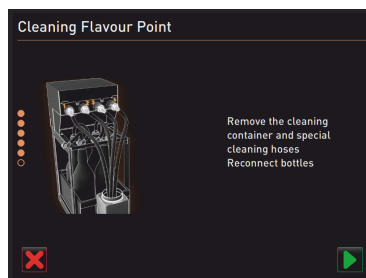 Cleaning Flavour Point
Remove the cleaning
container and special
cleaning hoses
Reconnect bottles